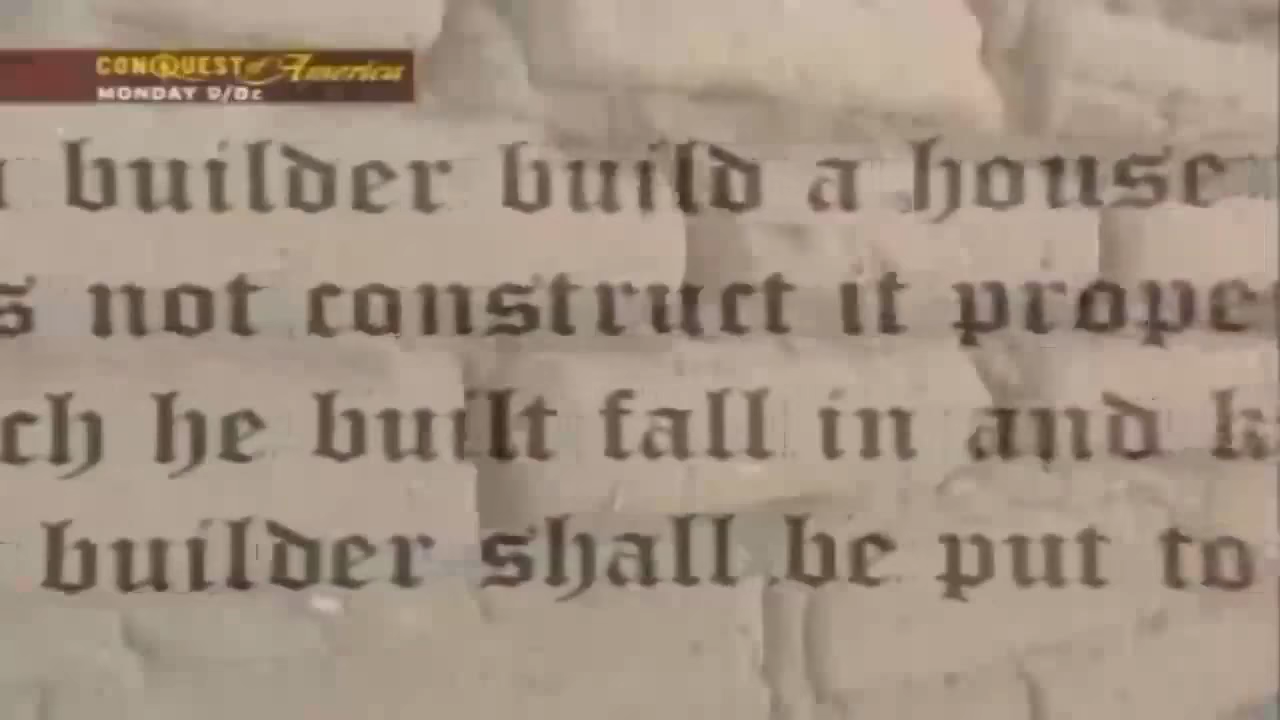 CONQUEST of America
MONDAY 9/8c
builder build a house
s not construct it prope
ch he built fall in and k
builder shall be put to